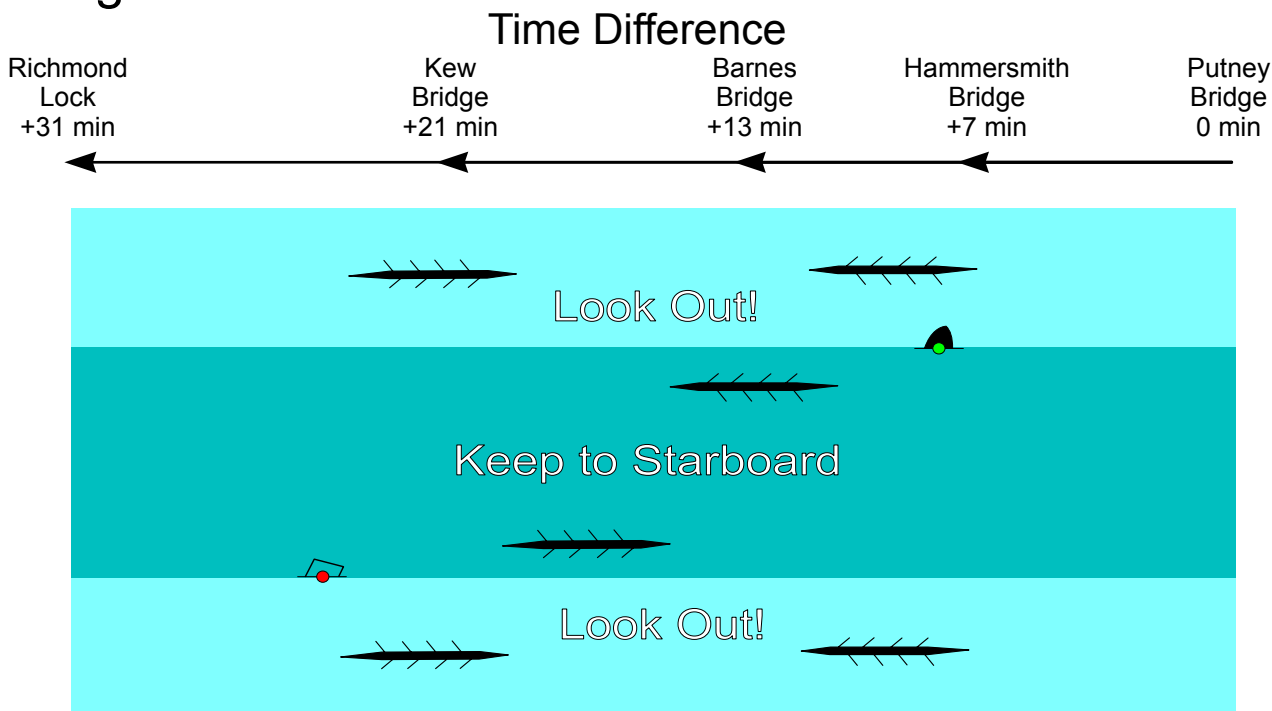 Time Difference
Richmond Lock +31 min
Kew Bridge +21 min
Barnes Bridge +13 min
Hammersmith Bridge +7 min
Putney Bridge 0 min
Look Out!
Keep to Starboard
Look Out!